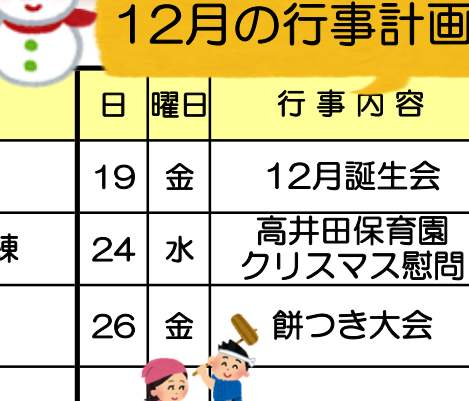 12月の行事計画
日 曜日 行事内容
19 金 12月誕生会
高井田保育園
棟 24 水
クリスマス慰問
26 金 餅つき大会